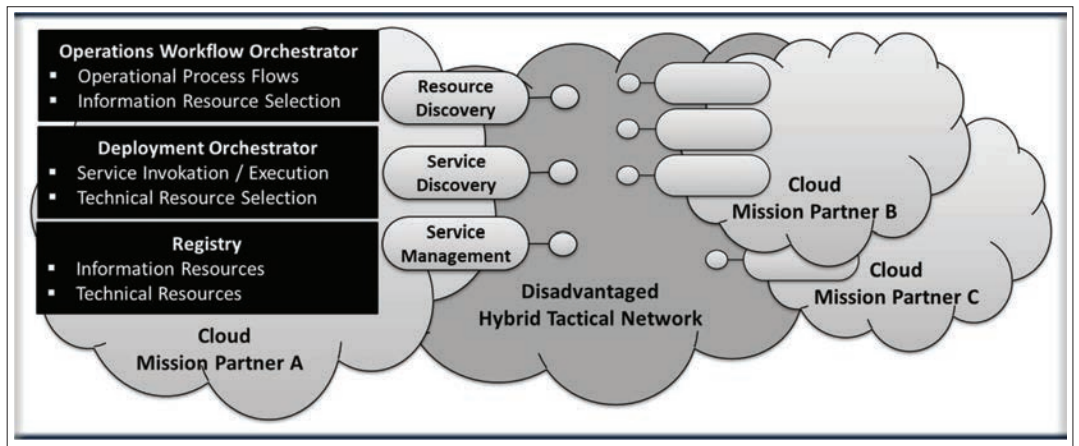 Operations Workflow Orchestrator
▪ Operational Process Flows
▪ Information Resource Selection
Deployment Orchestrator
▪ Service Invokation / Execution
▪ Technical Resource Selection
Registry
▪ Information Resources
▪ Technical Resources
Cloud
Mission Partner A
Resource
Discovery
Service
Discovery
Service
Management
Disadvantaged
Hybrid Tactical Network
Cloud
Mission Partner B
Cloud
Mission Partner C